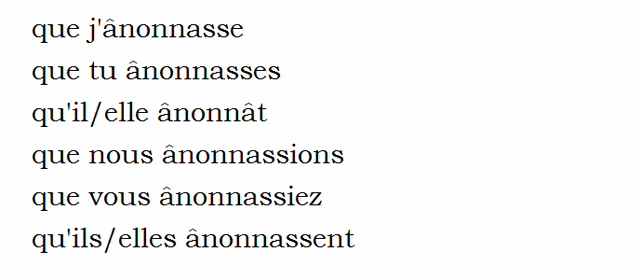 que j'ânonnasse
que tu ânonnasses
qu'il/elle ânonnât
que nous ânonnassions
que vous ânonnassiez
qu'ils/elles ânonnassent